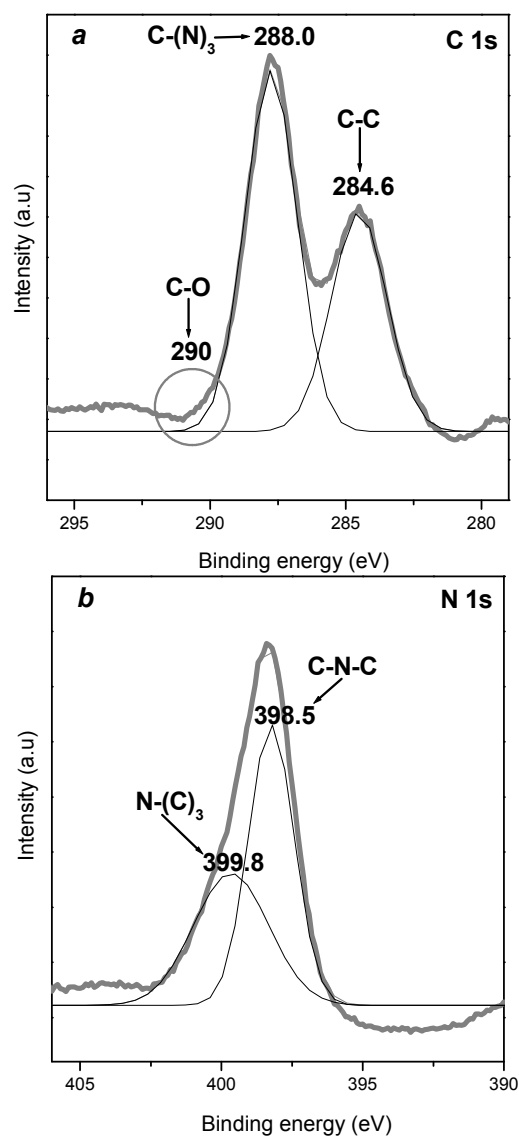 a
C 1s
C-(N)₃ 288.0
C-C
284.6
C-O
290
Intensity (a.u)
295 290 285 280
Binding energy (eV)
b
N 1s
C-N-C
398.5
N-(C)₃
399.8
Intensity (a.u)
405 400 395 390
Binding energy (eV)